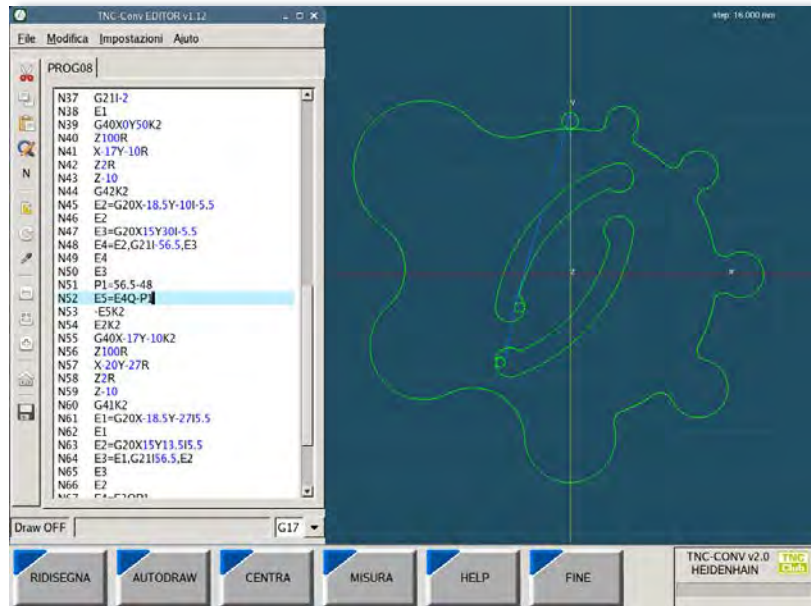 TNC-Conv EDITOR v1.12
step: 16.000 mm
File Modifica Impostazioni Aiuto
PROG08
N37 G21I-2
N38 E1
N39 G40X0Y50K2
N40 Z100R
N41 X-17Y-10R
N42 Z2R
N43 Z-10
N44 G42K2
N45 E2=G20X-18.5Y-10I-5.5
N46 E2
N47 E3=G20X15Y30I-5.5
N48 E4=E2,G21I-56.5,E3
N49 E4
N50 E3
N51 P1=56.5-48
N52 E5=E4Q-P1
N53 -E5K2
N54 E2K2
N55 G40X-17Y-10K2
N56 Z100R
N57 X-20Y-27R
N58 Z2R
N59 Z-10
N60 G41K2
N61 E1=G20X-18.5Y-27I5.5
N62 E1
N63 E2=G20X15Y13.5I5.5
N64 E3=E1,G21I56.5,E2
N65 E3
N66 E2
N
Y
Z
X
Draw OFF
G17
RIDISEGNA
AUTODRAW
CENTRA
MISURA
HELP
FINE
TNC-CONV v2.0
HEIDENHAIN
TNC
Club